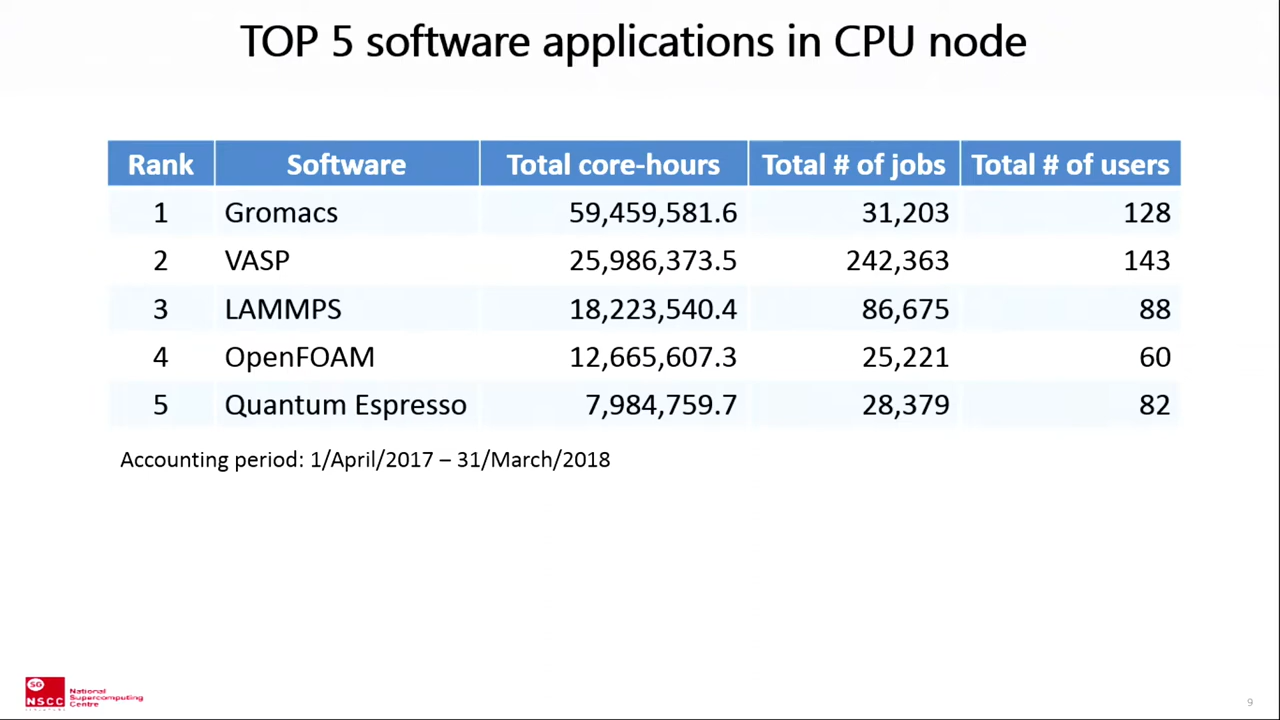 TOP 5 software applications in CPU node
Rank Software Total core-hours Total # of jobs Total # of users
1 Gromacs 59,459,581.6 31,203 128
2 VASP 25,986,373.5 242,363 143
3 LAMMPS 18,223,540.4 86,675 88
4 OpenFOAM 12,665,607.3 25,221 60
5 Quantum Espresso 7,984,759.7 28,379 82
Accounting period: 1/April/2017 – 31/March/2018
SG
NSCC
National
Supercomputing
Centre
9